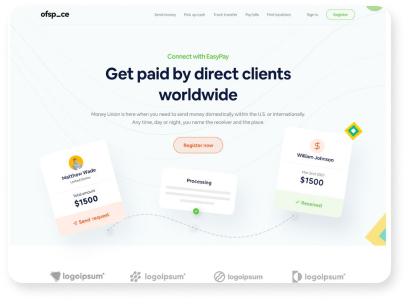 ofsp_ce
Send money Pick up cash Track transfer Pay bills Find locations Sign in Register
Connect with EasyPay
Get paid by direct clients
worldwide
Money Union is here when you need to send money domestically within the U.S. or internationally.
Any time, day or night, you name the receiver and the place.
Register now
Matthew Wade
United States
Total amount
$1500
Send request
Processing
William Johnson
$1500
Received
logoipsum logoipsum logoipsum logoipsum